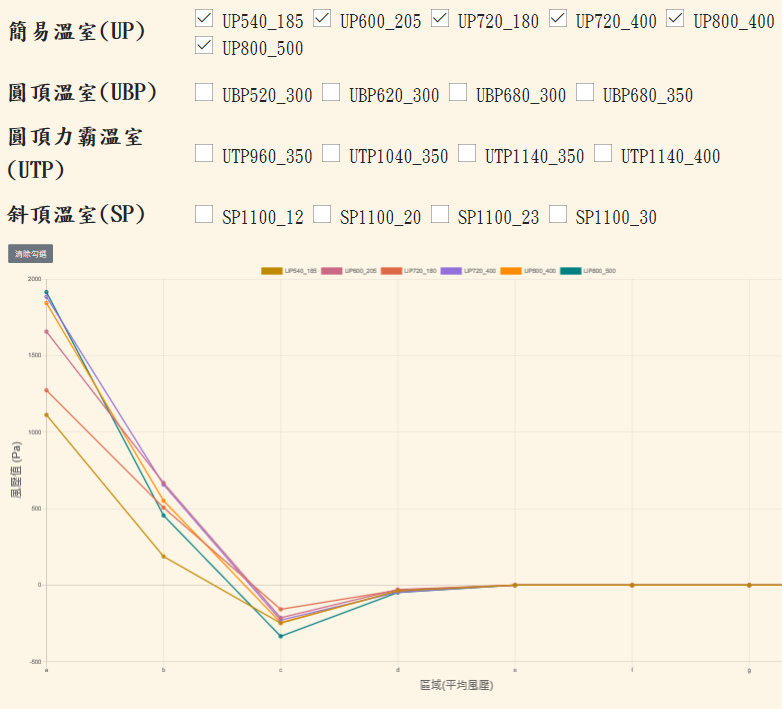 簡易溫室(UP) UP540_185 UP600_205 UP720_180 UP720_400 UP800_400
UP800_500
圓頂溫室(UBP) UBP520_300 UBP620_300 UBP680_300 UBP680_350
圓頂力霸溫室
(UTP) UTP960_350 UTP1040_350 UTP1140_350 UTP1140_400
斜頂溫室(SP) SP1100_12 SP1100_20 SP1100_23 SP1100_30
清除勾選
UP540_185 UP600_205 UP720_180 UP720_400 UP800_400 UP800_500
2000
1500
1000
500
0
-500
風壓值 (Pa)
a b c d e f g
區域(平均風壓)